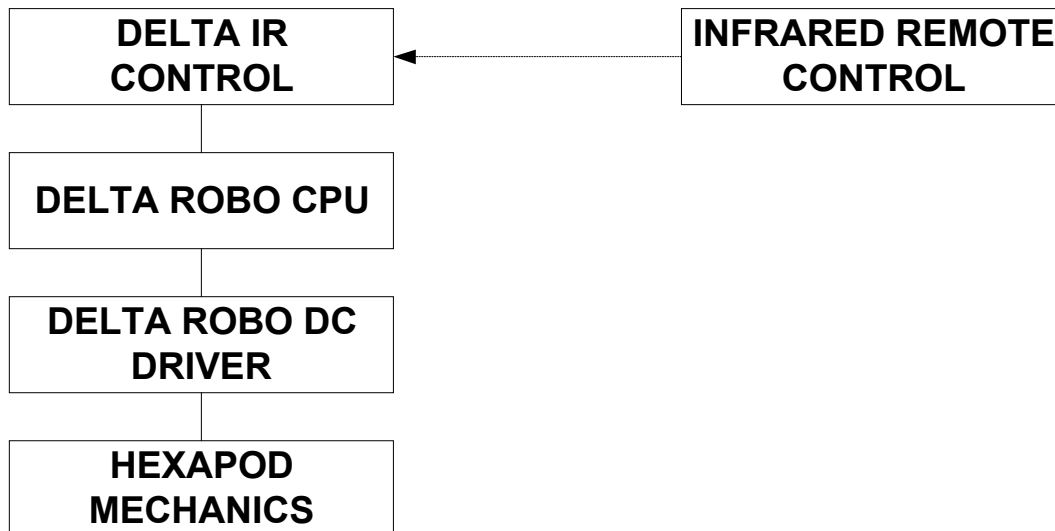 DELTA IR
CONTROL
INFRARED REMOTE
CONTROL
DELTA ROBO CPU
DELTA ROBO DC
DRIVER
HEXAPOD
MECHANICS